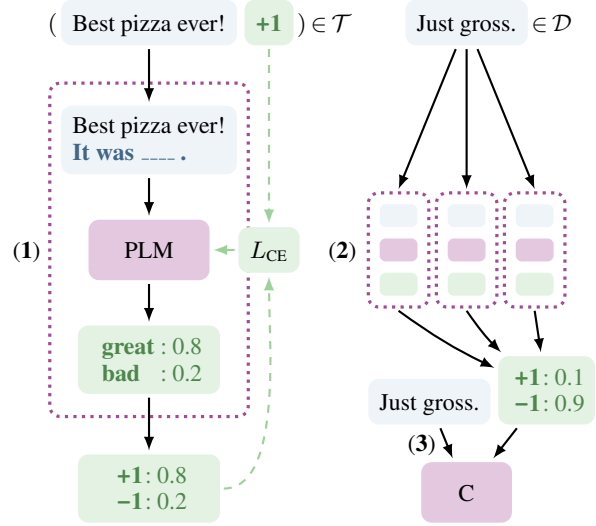 ( Best pizza ever! +1 ) ∈ 𝒯
Best pizza ever!
It was ____ .
(1)
PLM
L_CE
great : 0.8
bad : 0.2
+1: 0.8
−1: 0.2
Just gross. ∈ 𝒟
(2)
+1: 0.1
−1: 0.9
Just gross.
(3)
C